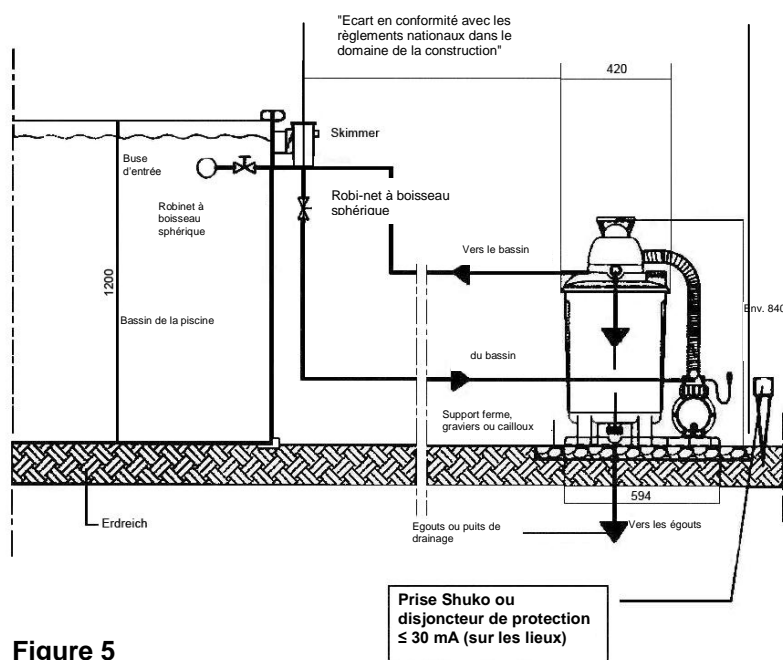 "Ecart en conformité avec les
règlements nationaux dans le
domaine de la construction"
420
Skimmer
Buse
d'entrée
Robi-net à boisseau
sphérique
Robinet à
boisseau
sphérique
Vers le bassin
1200
Env. 840
Bassin de la piscine
du bassin
Support ferme,
graviers ou cailloux
594
Erdreich
Egouts ou puits de
drainage
Vers les égouts
Prise Shuko ou
disjoncteur de protection
≤ 30 mA (sur les lieux)
Figure 5